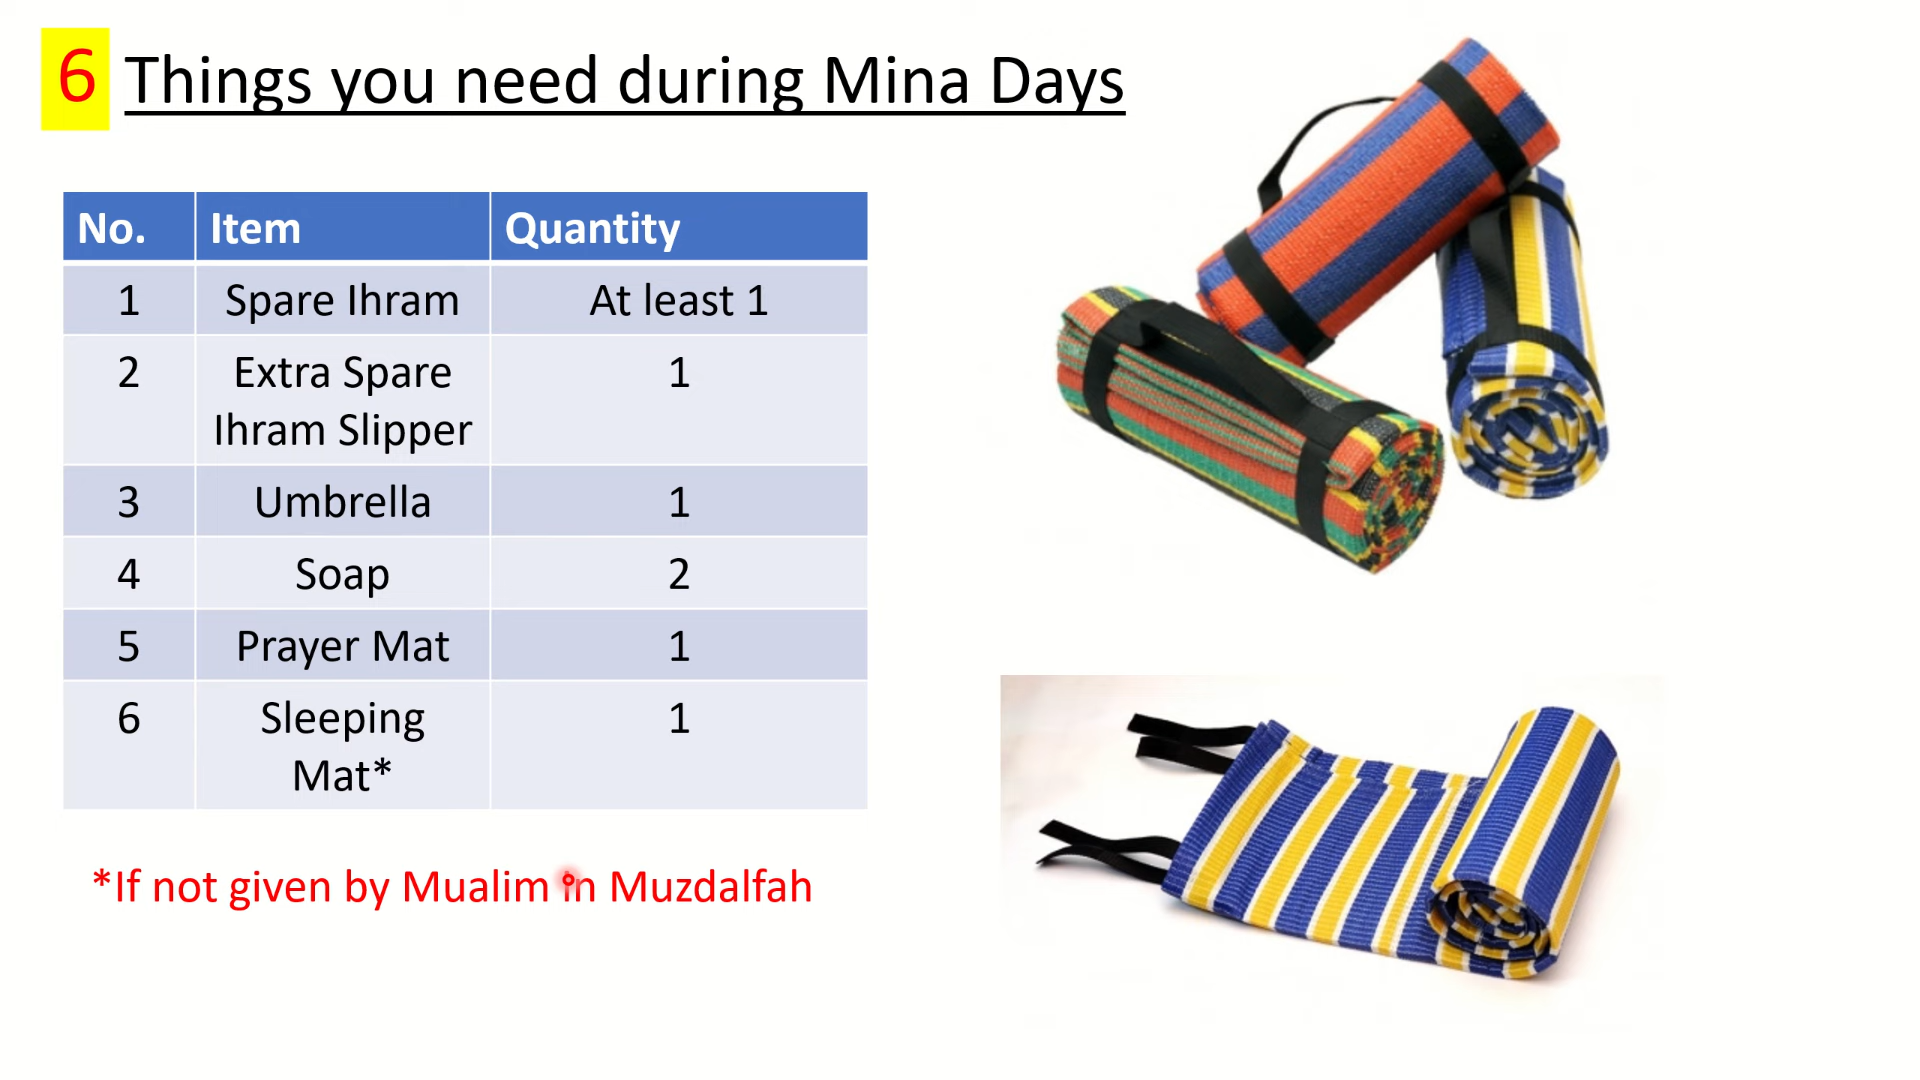 6 Things you need during Mina Days
No. Item Quantity
1 Spare Ihram At least 1
2 Extra Spare 1
Ihram Slipper
3 Umbrella 1
4 Soap 2
5 Prayer Mat 1
6 Sleeping 1
Mat*
*If not given by Mualim in Muzdalfah